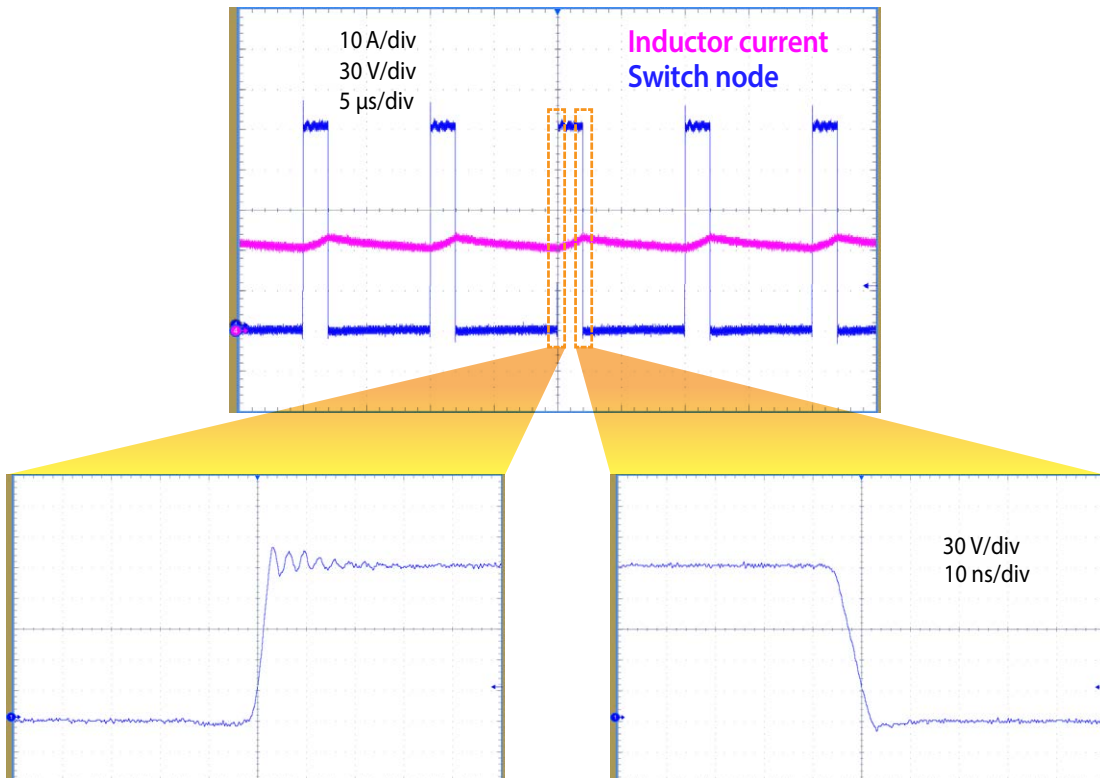 10 A/div
30 V/div
5 µs/div
Inductor current
Switch node
30 V/div
10 ns/div